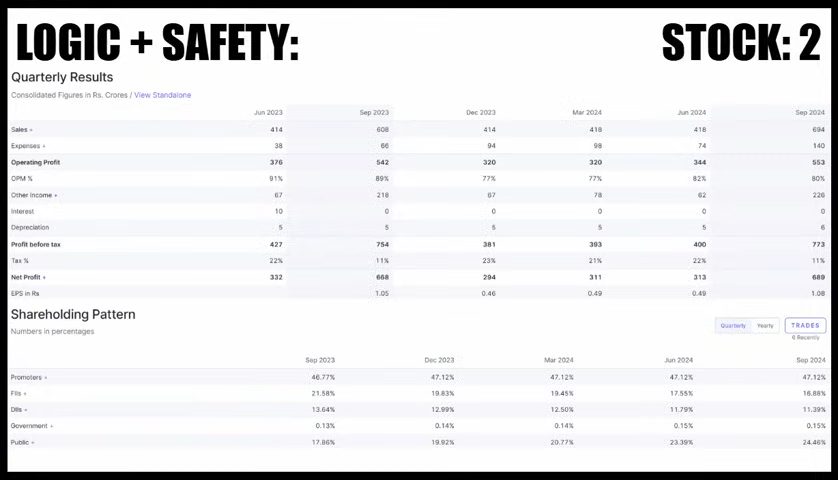 LOGIC + SAFETY: STOCK: 2
Quarterly Results
Consolidated Figures in Rs. Crores / View Standalone
Jun 2023 Sep 2023 Dec 2023 Mar 2024 Jun 2024 Sep 2024
Sales + 414 608 414 418 418 694
Expenses + 38 66 94 98 74 140
Operating Profit 376 542 320 320 344 553
OPM % 91% 89% 77% 77% 82% 80%
Other Income + 67 218 67 78 62 226
Interest 10 0 0 0 0 0
Depreciation 5 5 5 5 5 6
Profit before tax 427 754 381 393 400 773
Tax % 22% 11% 23% 21% 22% 11%
Net Profit + 332 668 294 311 313 689
EPS in Rs 1.05 0.46 0.49 0.49 1.08
Shareholding Pattern
Numbers in percentages
Quarterly Yearly TRADES
6 Recently
Sep 2023 Dec 2023 Mar 2024 Jun 2024 Sep 2024
Promoters + 46.77% 47.12% 47.12% 47.12% 47.12%
FIIs + 21.58% 19.83% 19.45% 17.55% 16.88%
DIIs + 13.64% 12.99% 12.50% 11.79% 11.39%
Government + 0.13% 0.14% 0.14% 0.15% 0.15%
Public + 17.86% 19.92% 20.77% 23.39% 24.46%